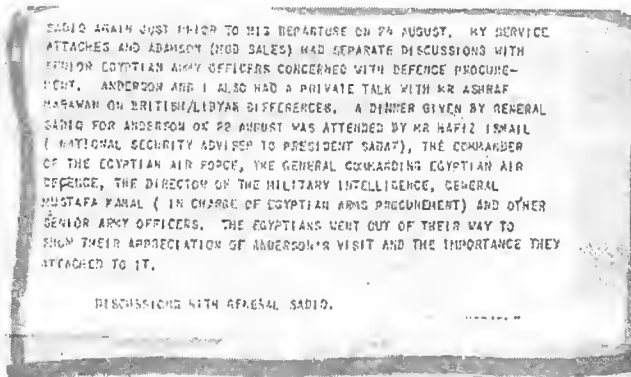 SADIQ AGAIN JUST PRIOR TO HIS DEPARTURE ON 24 AUGUST. MY SERVICE
ATTACHES AND ADAMSON (MOD SALES) HAD SEPARATE DISCUSSIONS WITH
SENIOR EGYPTIAN ARMY OFFICERS CONCERNED WITH DEFENCE PROCURE-
MENT. ANDERSON AND I ALSO HAD A PRIVATE TALK WITH MR ASHRAF
MARAWAN ON BRITISH/LIBYAN DIFFERENCES. A DINNER GIVEN BY GENERAL
SADIQ FOR ANDERSON ON 22 AUGUST WAS ATTENDED BY MR HAFIZ ISMAIL
( NATIONAL SECURITY ADVISER TO PRESIDENT SADAT), THE COMMANDER
OF THE EGYPTIAN AIR FORCE, THE GENERAL COMMANDING EGYPTIAN AIR
DEFENCE, THE DIRECTOR OF THE MILITARY INTELLIGENCE, GENERAL
MUSTAFA KAMAL ( IN CHARGE OF EGYPTIAN ARMS PROCUREMENT) AND OTHER
SENIOR ARMY OFFICERS. THE EGYPTIANS WENT OUT OF THEIR WAY TO
SHOW THEIR APPRECIATION OF ANDERSON'S VISIT AND THE IMPORTANCE THEY
ATTACHED TO IT.
DISCUSSIONS WITH GENERAL SADIQ.